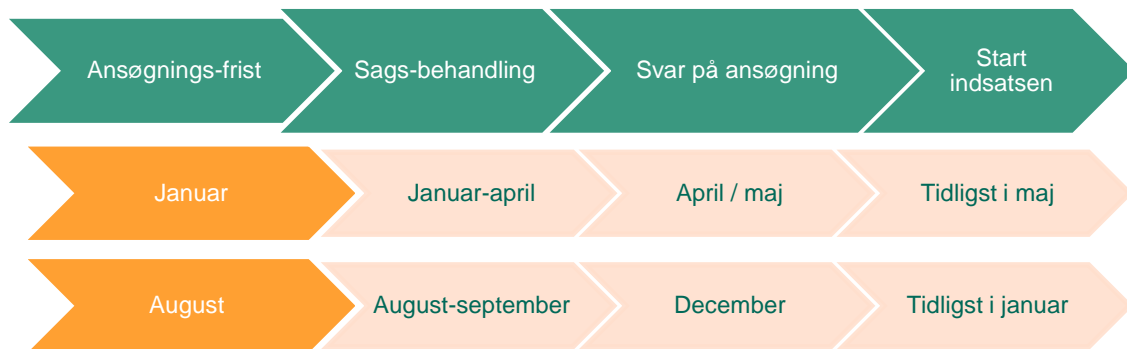 Ansøgnings-frist
Sags-behandling
Svar på ansøgning
Start
indsatsen
Januar
Januar-april
April / maj
Tidligst i maj
August
August-september
December
Tidligst i januar